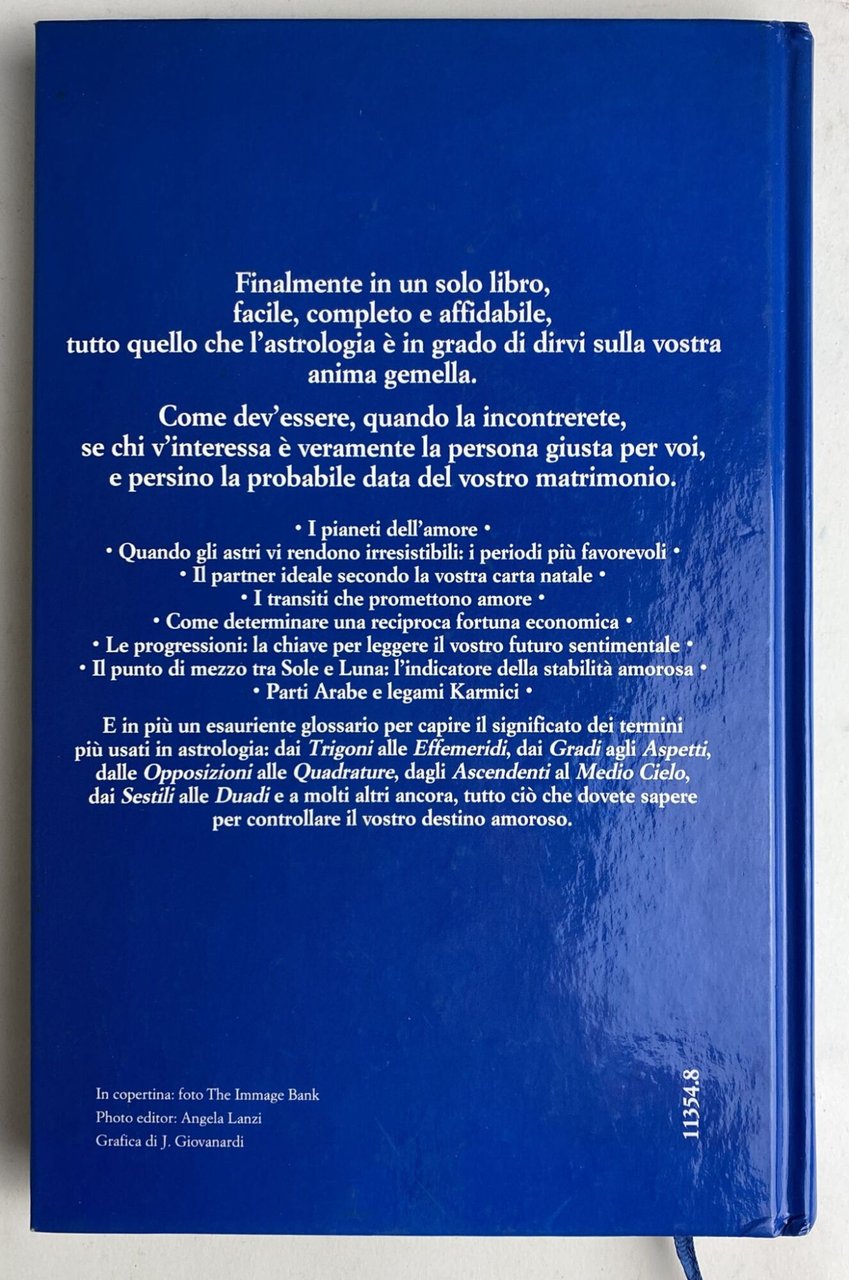 Finalmente in un solo libro,
facile, completo e affidabile,
tutto quello che l'astrologia è in grado di dirvi sulla vostra
anima gemella.
Come dev'essere, quando la incontrerete,
se chi v'interessa è veramente la persona giusta per voi,
e persino la probabile data del vostro matrimonio.
• I pianeti dell'amore •
• Quando gli astri vi rendono irresistibili: i periodi più favorevoli •
• Il partner ideale secondo la vostra carta natale •
• I transiti che promettono amore •
• Come determinare una reciproca fortuna economica •
• Le progressioni: la chiave per leggere il vostro futuro sentimentale •
• Il punto di mezzo tra Sole e Luna: l'indicatore della stabilità amorosa •
• Parti Arabe e legami Karmici •
E in più un esauriente glossario per capire il significato dei termini
più usati in astrologia: dai Trigoni alle Effemeridi, dai Gradi agli Aspetti,
dalle Opposizioni alle Quadrature, dagli Ascendenti al Medio Cielo,
dai Sestili alle Duadi e a molti altri ancora, tutto ciò che dovete sapere
per controllare il vostro destino amoroso.
In copertina: foto The Immage Bank
Photo editor: Angela Lanzi
Grafica di J. Giovanardi
11354.8